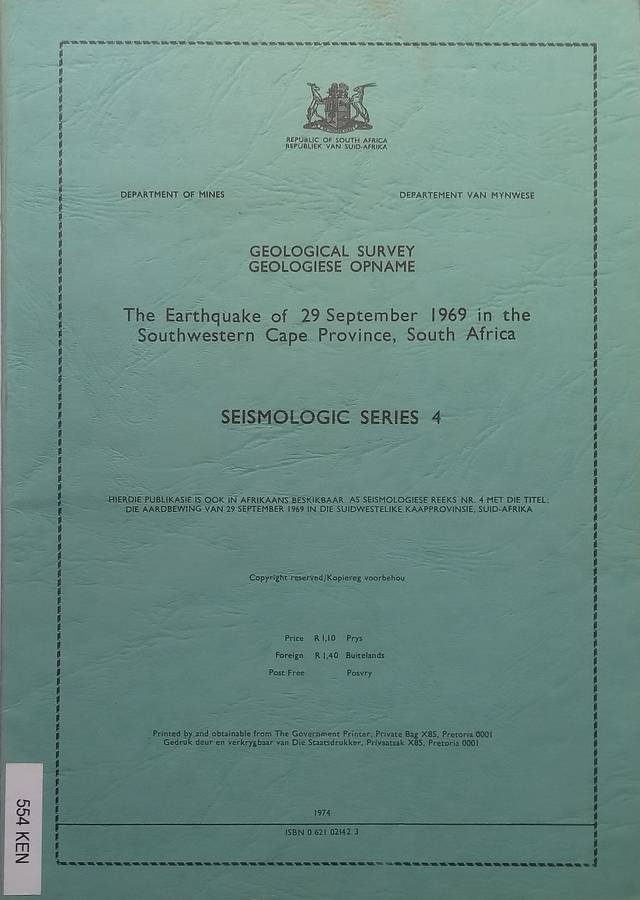 REPUBLIC OF SOUTH AFRICA
REPUBLIEK VAN SUID-AFRIKA
DEPARTMENT OF MINES
DEPARTEMENT VAN MYNWESE
GEOLOGICAL SURVEY
GEOLOGIESE OPNAME
The Earthquake of 29 September 1969 in the
Southwestern Cape Province, South Africa
SEISMOLOGIC SERIES 4
HIERDIE PUBLIKASIE IS OOK IN AFRIKAANS BESKIKBAAR AS SEISMOLOGIESE REEKS NR. 4 MET DIE TITEL:
DIE AARDBEWING VAN 29 SEPTEMBER 1969 IN DIE SUIDWESTELIKE KAAPPROVINSIE, SUID-AFRIKA
Copyright reserved/Kopiereg voorbehou
Price R1,10 Prys
Foreign R1,40 Buitelands
Post Free Posvry
Printed by and obtainable from The Government Printer, Private Bag X85, Pretoria 0001
Gedruk deur en verkrygbaar van Die Staatsdrukker, Privaatsak X85, Pretoria 0001
1974
ISBN 0 621 02142 3
554 KEN